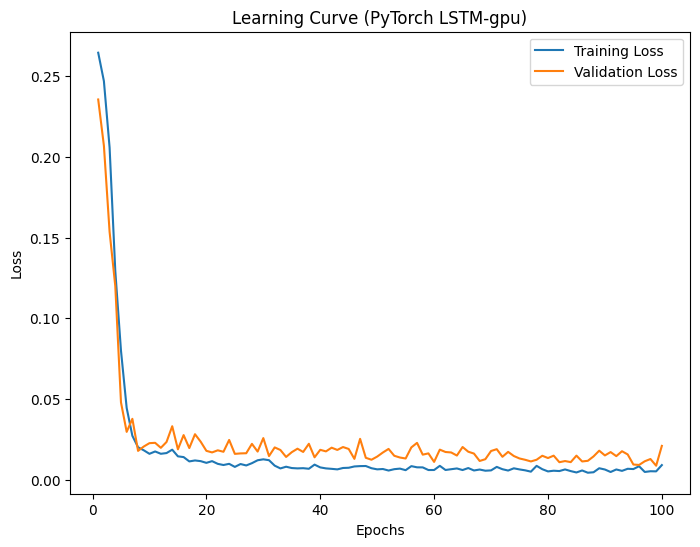 Learning Curve (PyTorch LSTM-gpu)
Training Loss
Validation Loss
0.25
0.20
0.15
0.10
0.05
0.00
Loss
0
20
40
60
80
100
Epochs